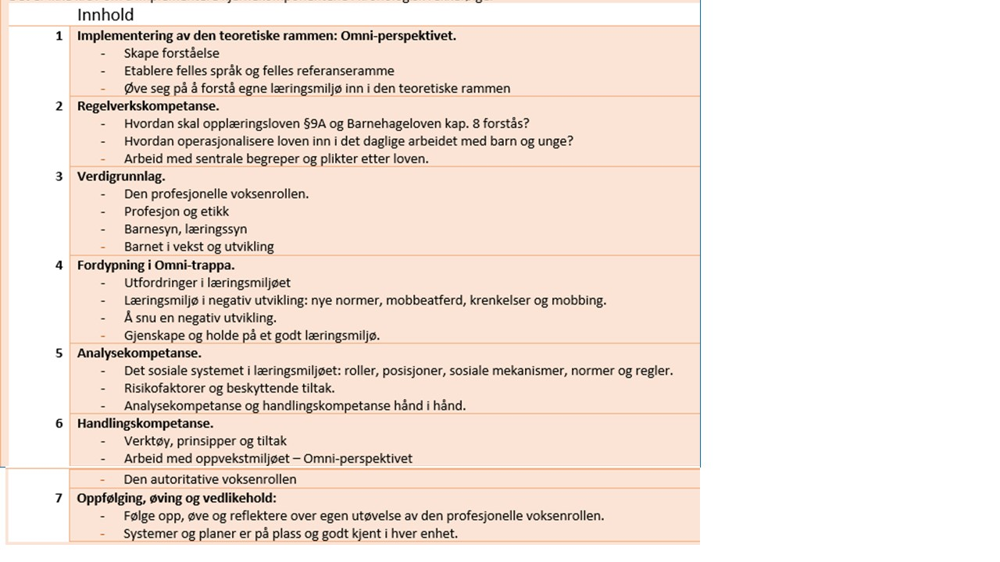 Innhold
1 Implementering av den teoretiske rammen: Omni-perspektivet.
- Skape forståelse
- Etablere felles språk og felles referanseramme
- Øve seg på å forstå egne læringsmiljø inn i den teoretiske rammen
2 Regelverkskompetanse.
- Hvordan skal opplæringsloven §9A og Barnehageloven kap. 8 forstås?
- Hvordan operasjonalisere loven inn i det daglige arbeidet med barn og unge?
- Arbeid med sentrale begreper og plikter etter loven.
3 Verdigrunnlag.
- Den profesjonelle voksenrollen.
- Profesjon og etikk
- Barnesyn, læringssyn
- Barnet i vekst og utvikling
4 Fordypning i Omni-trappa.
- Utfordringer i læringsmiljøet
- Læringsmiljø i negativ utvikling: nye normer, mobbeatferd, krenkelser og mobbing.
- Å snu en negativ utvikling.
- Gjenskape og holde på et godt læringsmiljø.
5 Analysekompetanse.
- Det sosiale systemet i læringsmiljøet: roller, posisjoner, sosiale mekanismer, normer og regler.
- Risikofaktorer og beskyttende tiltak.
- Analysekompetanse og handlingskompetanse hånd i hånd.
6 Handlingskompetanse.
- Verktøy, prinsipper og tiltak
- Arbeid med oppvekstmiljøet – Omni-perspektivet
- Den autoritative voksenrollen
7 Oppfølging, øving og vedlikehold:
- Følge opp, øve og reflektere over egen utøvelse av den profesjonelle voksenrollen.
- Systemer og planer er på plass og godt kjent i hver enhet.